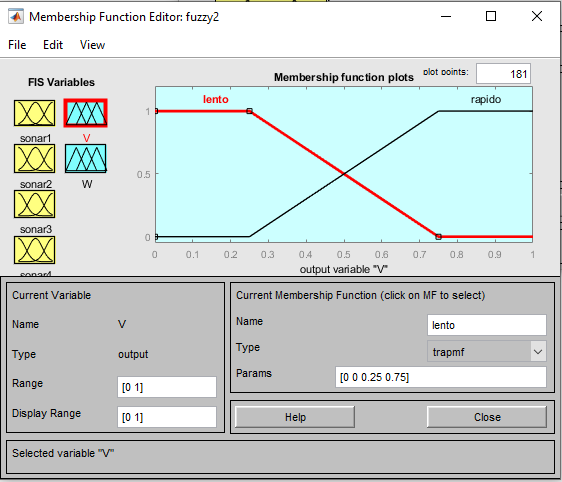 Membership Function Editor: fuzzy2
File Edit View
FIS Variables
Membership function plots
plot points:
181
sonar1
V
sonar2
W
sonar3
sonar4
lento
rapido
1
0.5
0
0 0.1 0.2 0.3 0.4 0.5 0.6 0.7 0.8 0.9 1
output variable "V"
Current Variable
Name V
Type output
Range [0 1]
Display Range [0 1]
Current Membership Function (click on MF to select)
Name lento
Type trapmf
Params [0 0 0.25 0.75]
Help Close
Selected variable "V"